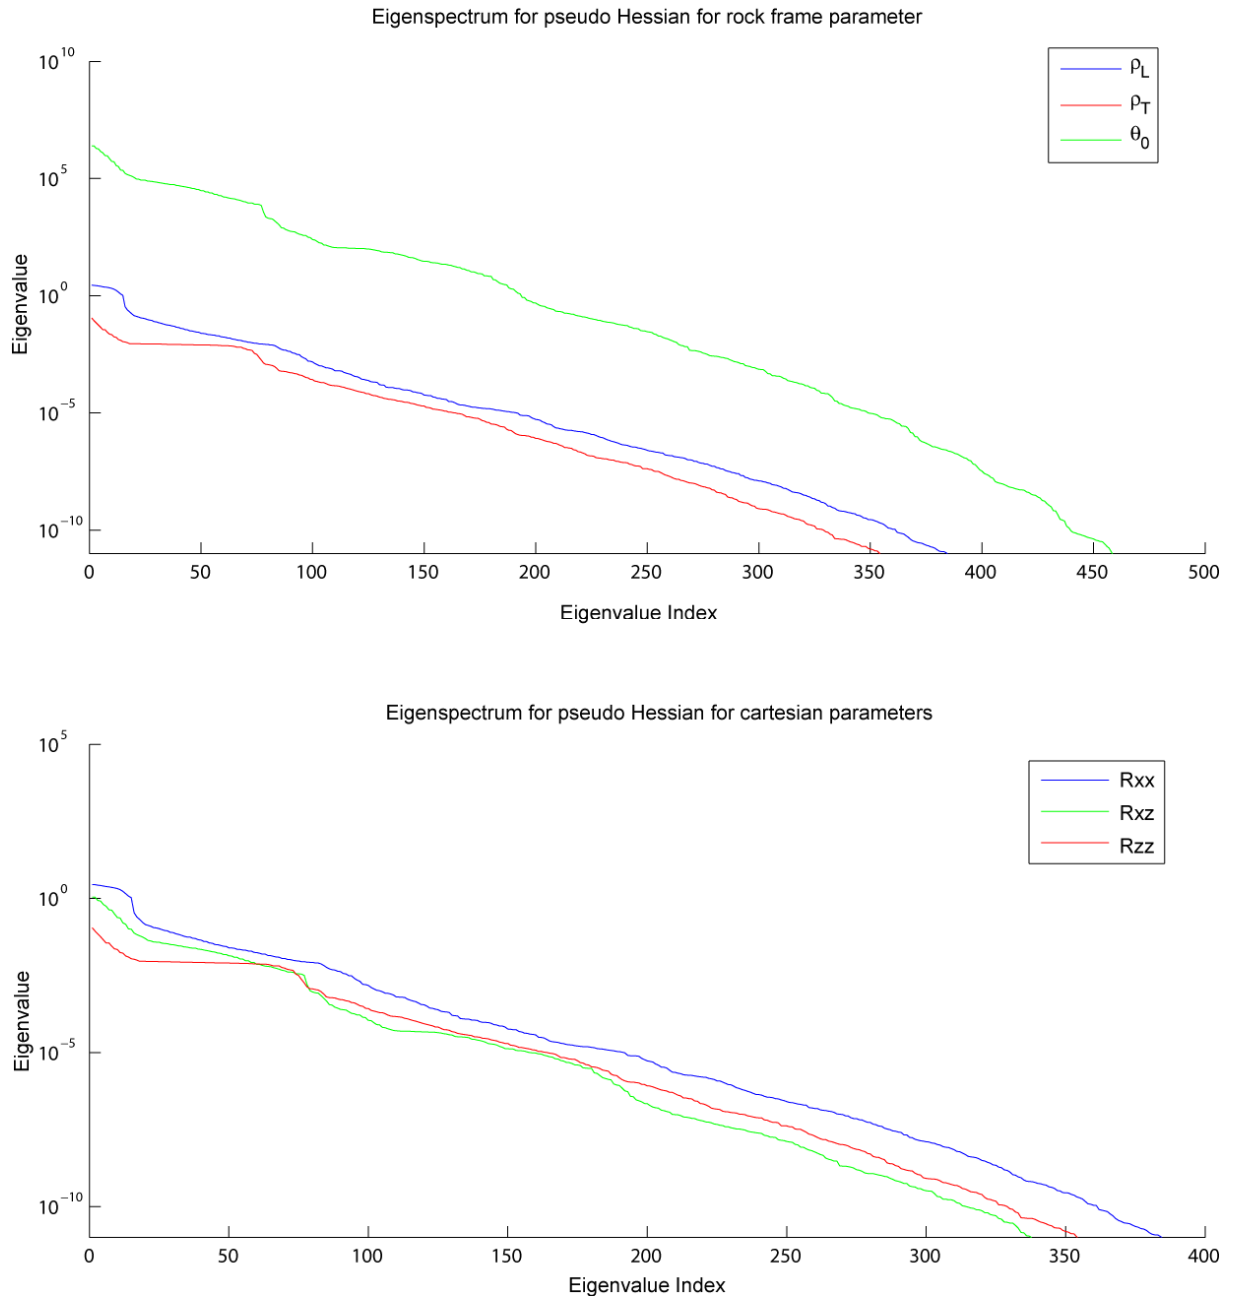 Eigenspectrum for pseudo Hessian for rock frame parameter
10^10
10^5
10^0
10^-5
10^-10
Eigenvalue
ρ_L
ρ_T
θ_0
0 50 100 150 200 250 300 350 400 450 500
Eigenvalue Index
Eigenspectrum for pseudo Hessian for cartesian parameters
10^5
10^0
10^-5
10^-10
Eigenvalue
Rxx
Rxz
Rzz
0 50 100 150 200 250 300 350 400
Eigenvalue Index